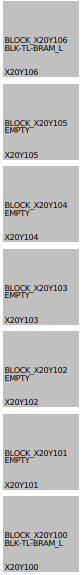 BLOCK_X20Y106
BLK-TL-BRAM_L
X20Y106
BLOCK_X20Y105
EMPTY
X20Y105
BLOCK_X20Y104
EMPTY
X20Y104
BLOCK_X20Y103
EMPTY
X20Y103
BLOCK_X20Y102
EMPTY
X20Y102
BLOCK_X20Y101
EMPTY
X20Y101
BLOCK_X20Y100
BLK-TL-BRAM_L
X20Y100